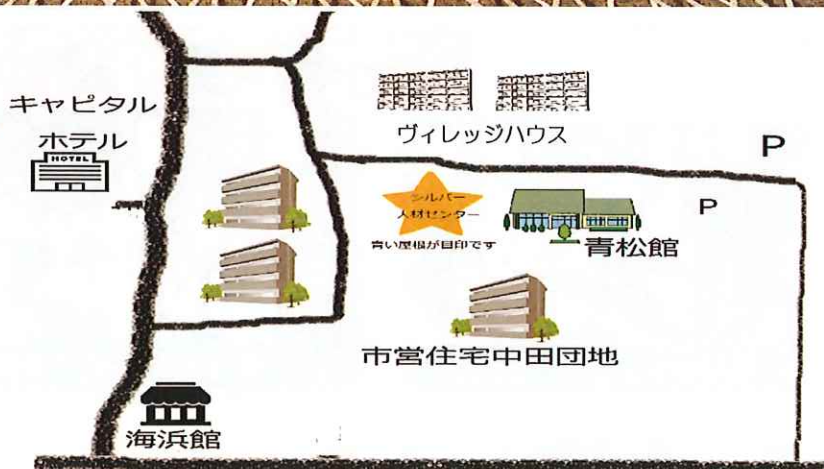 キャピタル
ホテル
HOTEL
ヴィレッジハウス
P
P
シルバー
人材センター
青い屋根が目印です
青松館
市営住宅中田団地
海浜館